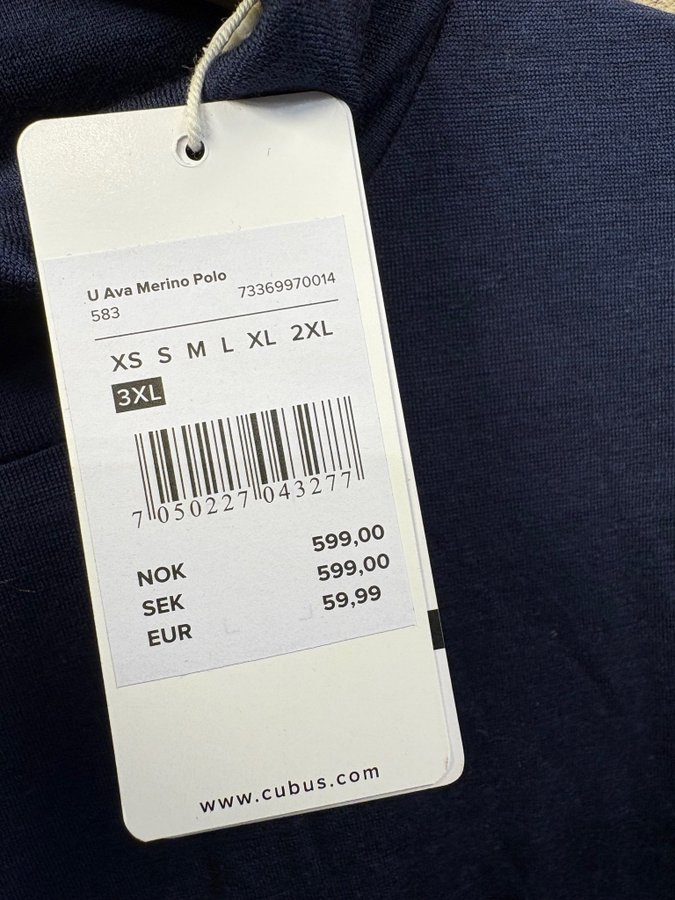 U Ava Merino Polo
583 73369970014
XS S M L XL 2XL
3XL
7 050227 043277
NOK 599,00
SEK 599,00
EUR 59,99
www.cubus.com